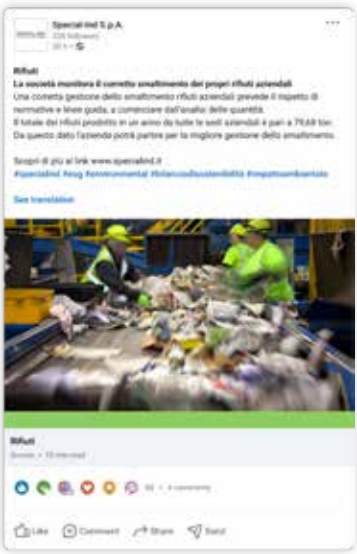 Special-Ind S.p.A.
Rifiuti
La società monitora il corretto smaltimento dei propri rifiuti aziendali
Una corretta gestione dello smaltimento rifiuti aziendali prevede il rispetto di
normative e linee guida, a cominciare dall'analisi delle quantità.
Il totale dei rifiuti prodotto in un anno da tutte le sedi aziendali è pari a 79,68 ton.
Da questo dato l'azienda potrà partire per la migliore gestione dello smaltimento.
Scopri di più al link www.specialind.it
#specialind #esg #environmental #bilanciodisostenibilità #impattoambientale
See translation
Rifiuti
10 min read
Like Comment Share Send